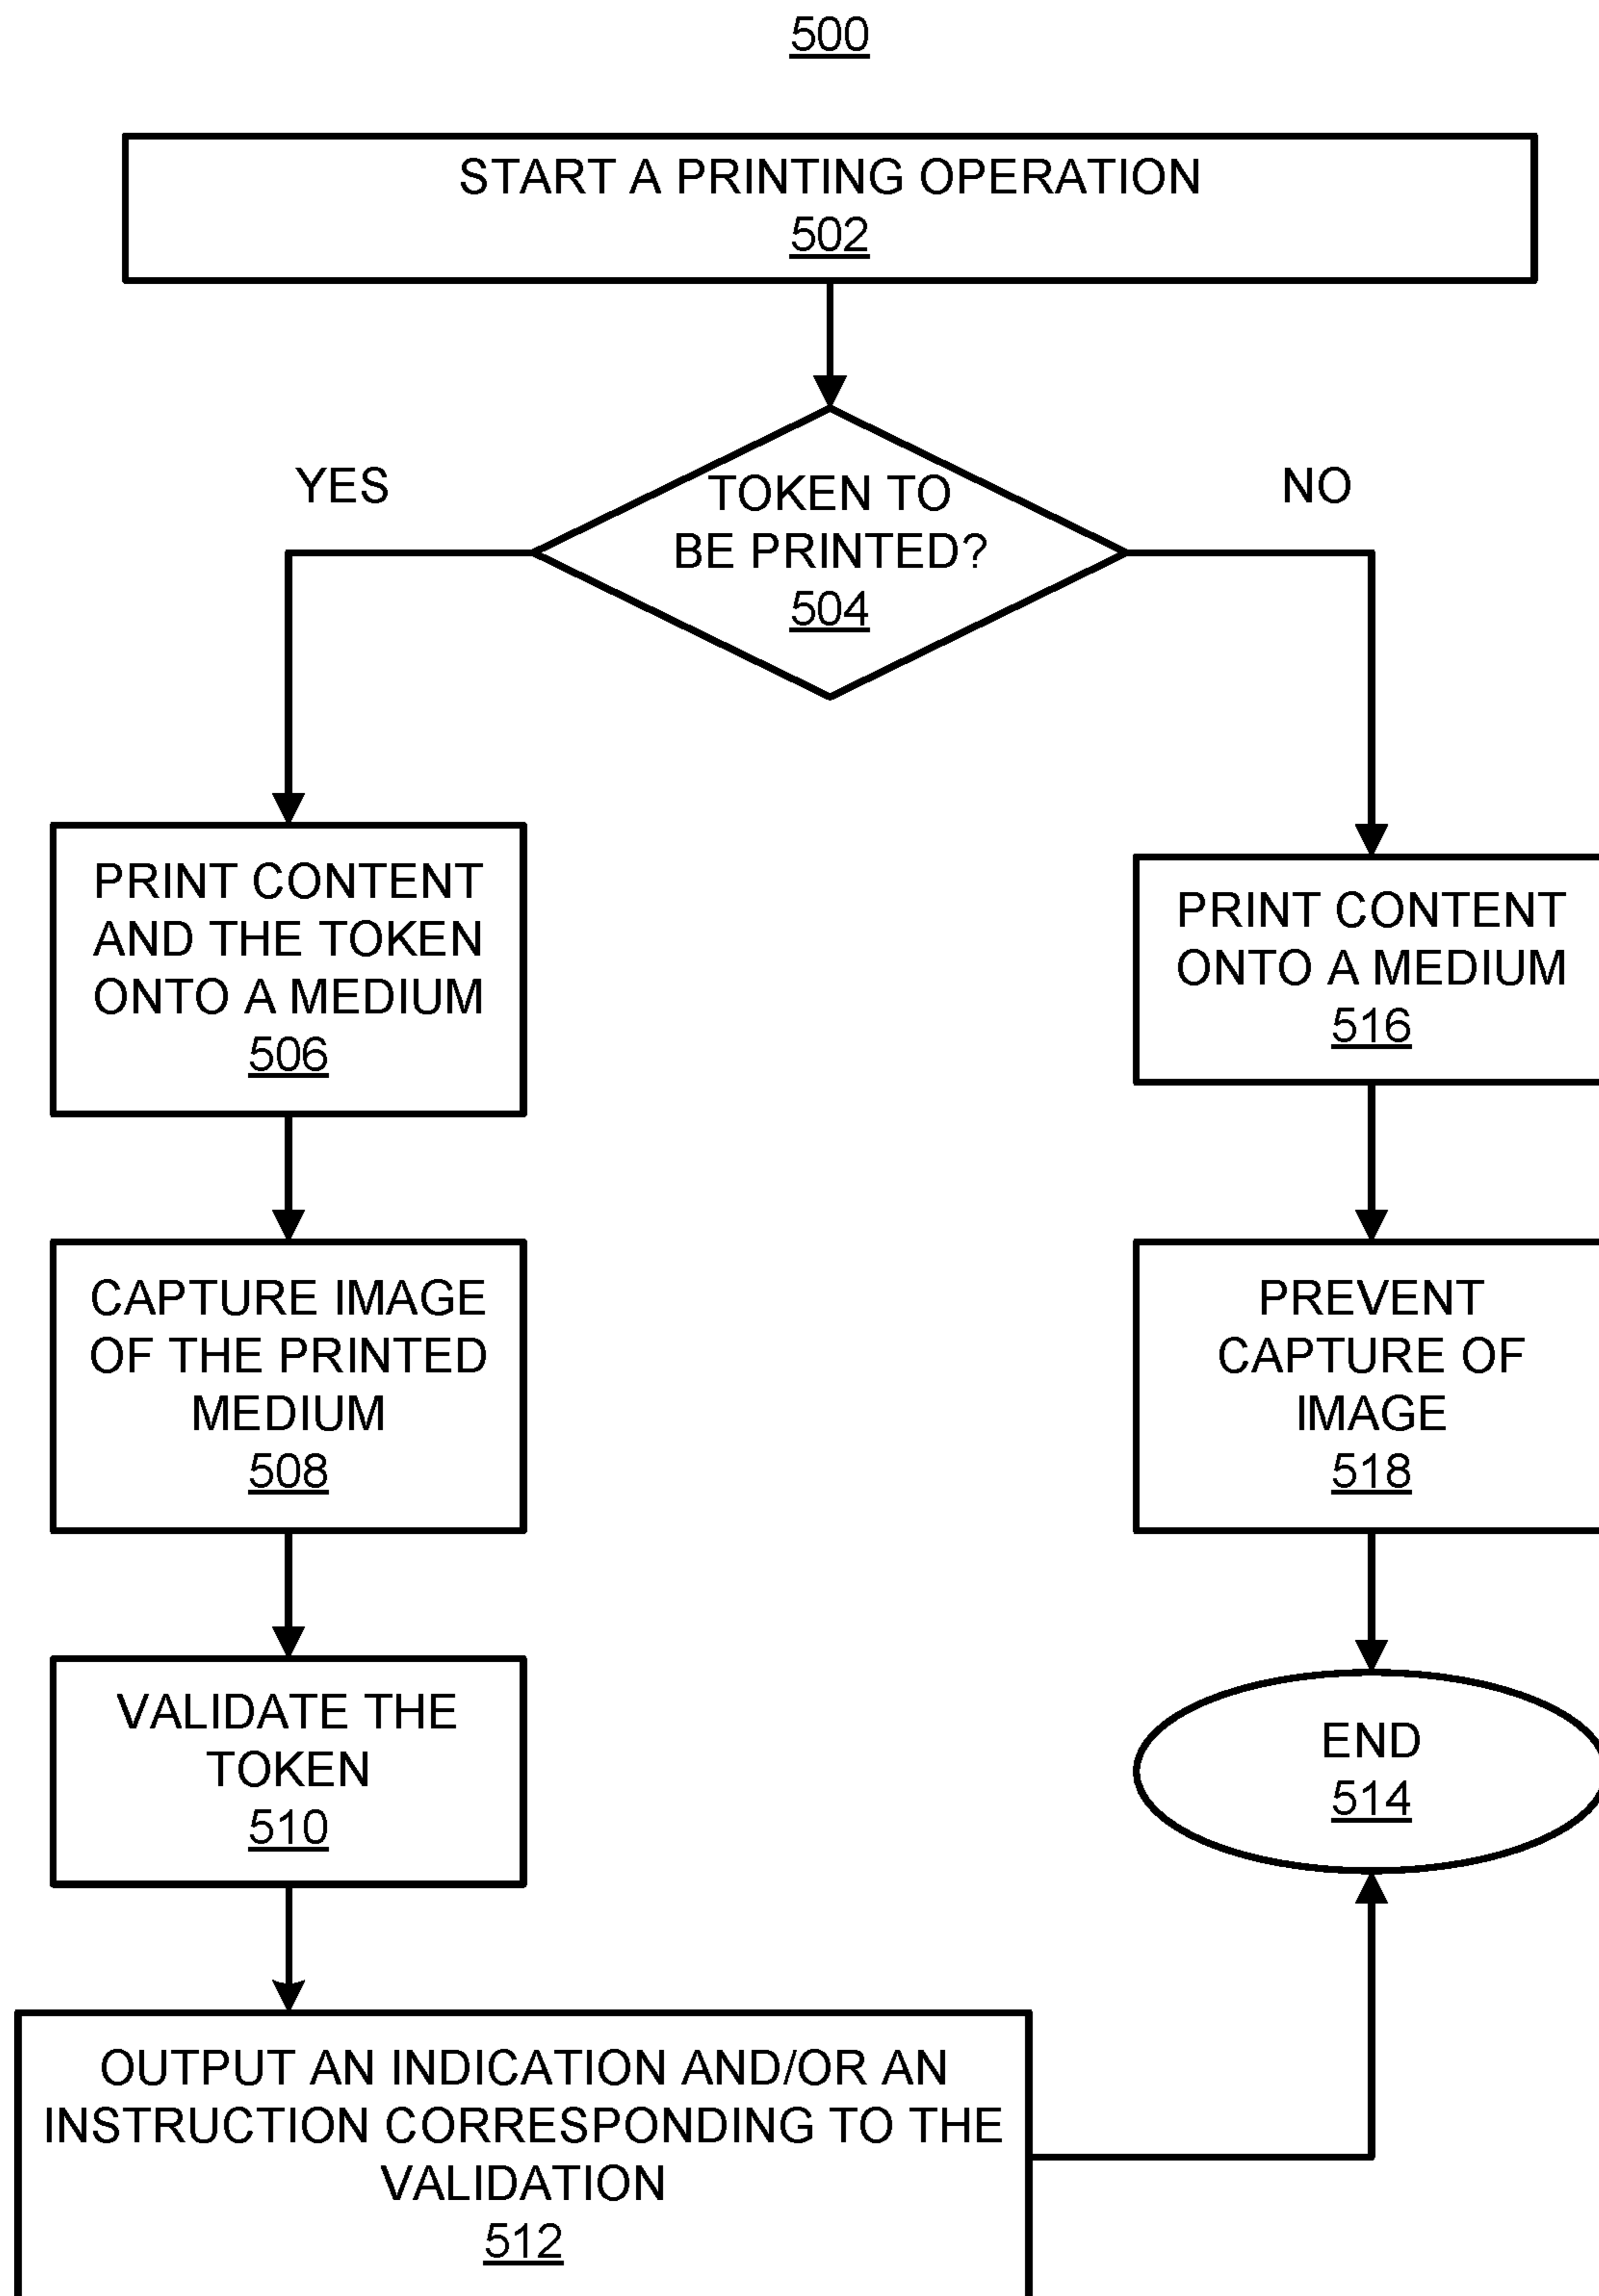 500
START A PRINTING OPERATION
502
TOKEN TO
BE PRINTED?
504
YES
NO
PRINT CONTENT
AND THE TOKEN
ONTO A MEDIUM
506
CAPTURE IMAGE
OF THE PRINTED
MEDIUM
508
VALIDATE THE
TOKEN
510
OUTPUT AN INDICATION AND/OR AN
INSTRUCTION CORRESPONDING TO THE
VALIDATION
512
PRINT CONTENT
ONTO A MEDIUM
516
PREVENT
CAPTURE OF
IMAGE
518
END
514